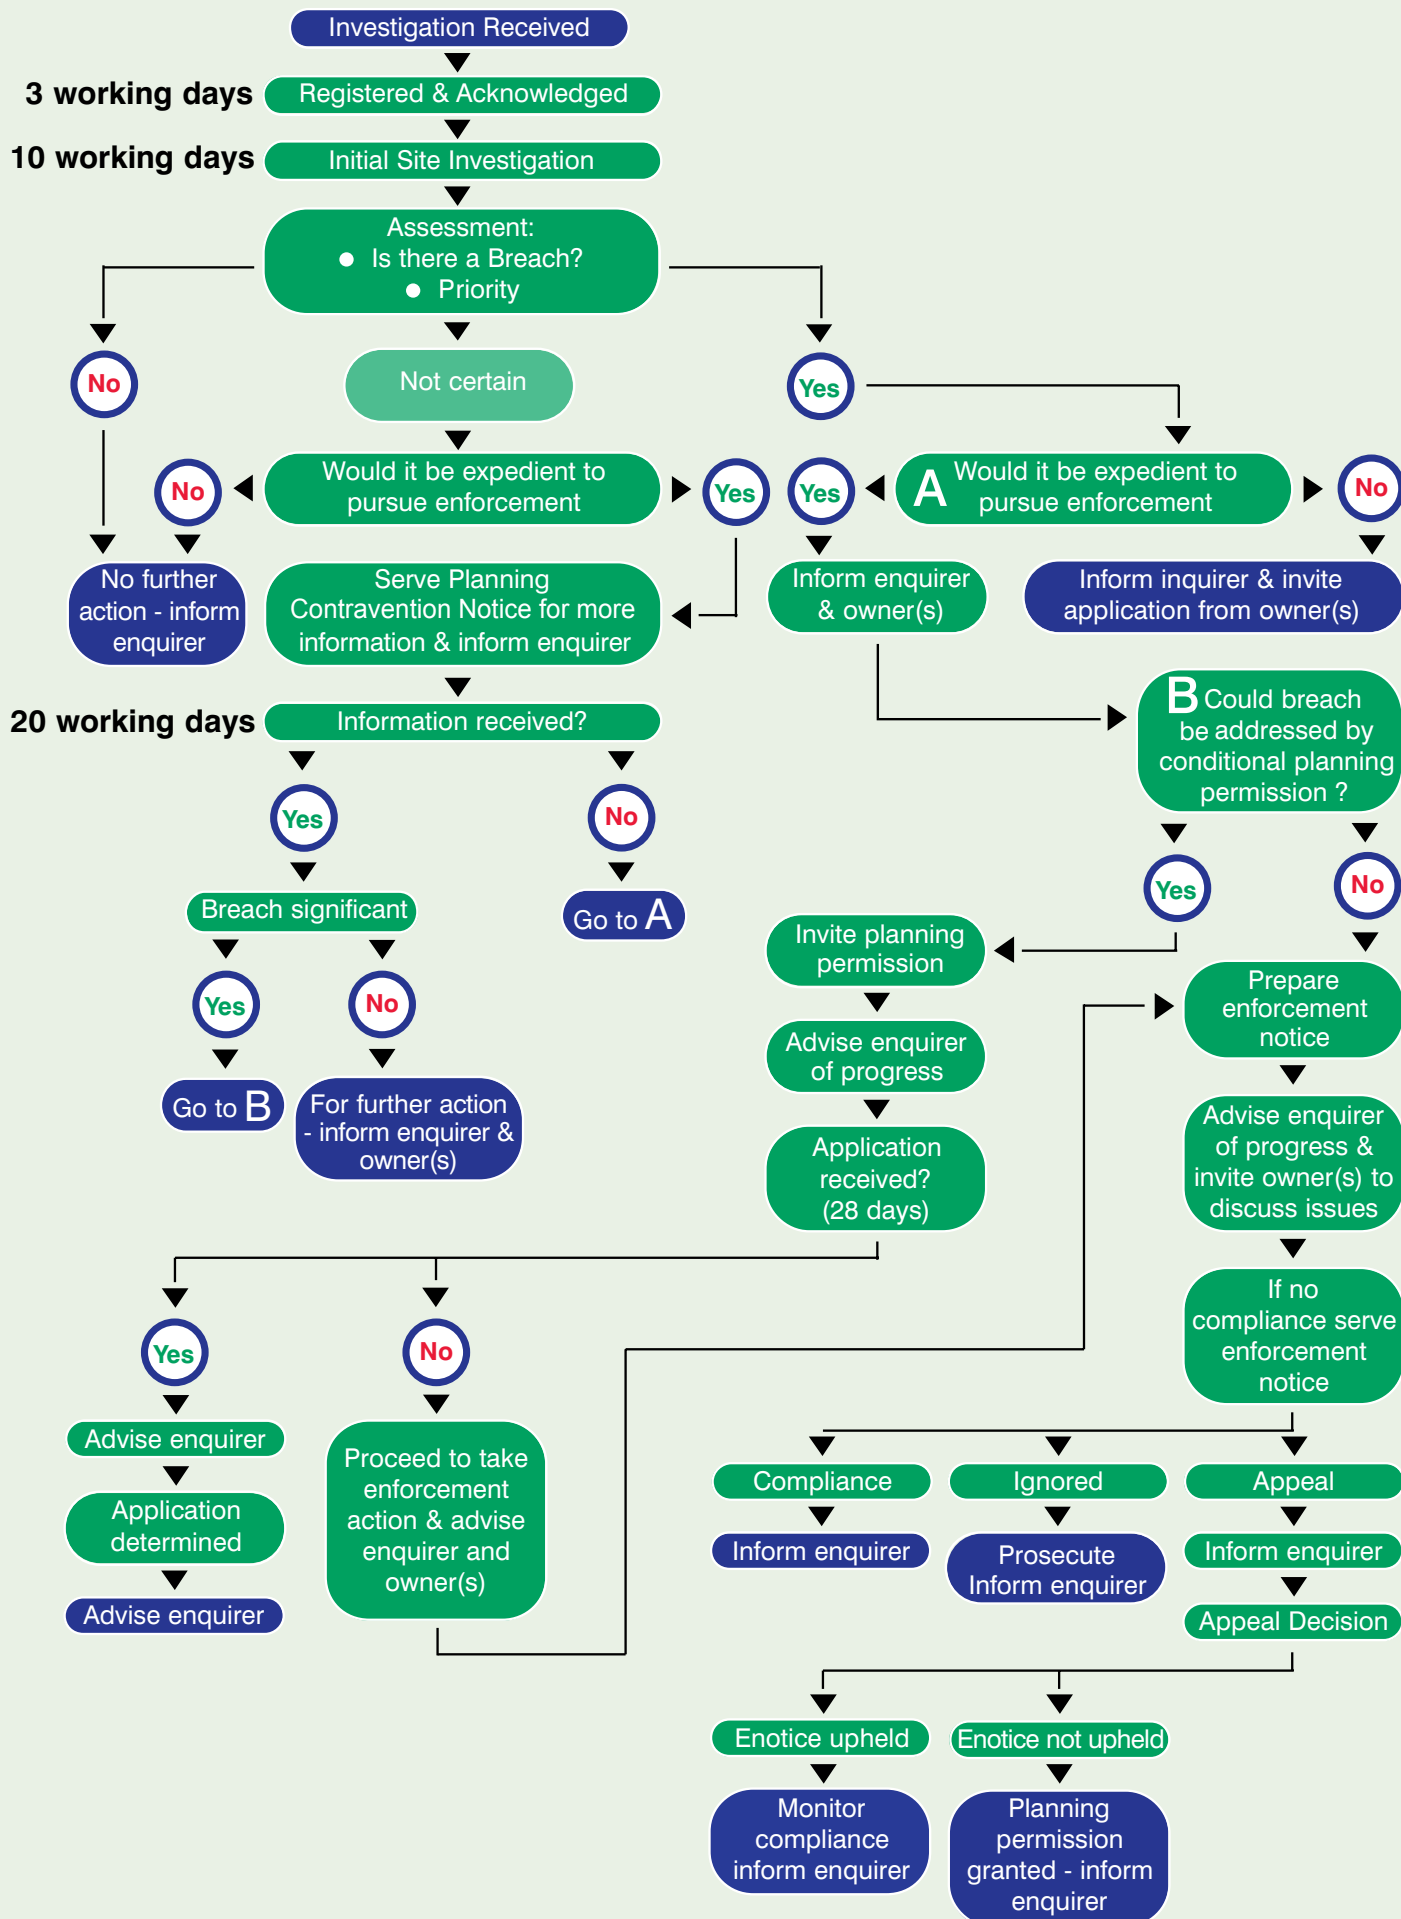 Investigation Received
3 working days
Registered & Acknowledged
10 working days
Initial Site Investigation
Assessment:
● Is there a Breach?
● Priority
No
Not certain
Yes
No
Would it be expedient to
pursue enforcement
Yes
Yes
A Would it be expedient to
pursue enforcement
No
No further
action - inform
enquirer
Serve Planning
Contravention Notice for more
information & inform enquirer
Inform enquirer
& owner(s)
Inform inquirer & invite
application from owner(s)
20 working days
Information received?
B Could breach
be addressed by
conditional planning
permission ?
Yes
No
Yes
No
Breach significant
Go to A
Invite planning
permission
Prepare
enforcement
notice
Yes
No
Advise enquirer
of progress
Go to B
For further action
- inform enquirer &
owner(s)
Advise enquirer
of progress &
invite owner(s) to
discuss issues
Application
received?
(28 days)
If no
compliance serve
enforcement
notice
Yes
No
Advise enquirer
Proceed to take
enforcement
action & advise
enquirer and
owner(s)
Application
determined
Advise enquirer
Compliance
Ignored
Appeal
Inform enquirer
Prosecute
Inform enquirer
Inform enquirer
Appeal Decision
Enotice upheld
Enotice not upheld
Monitor
compliance
inform enquirer
Planning
permission
granted - inform
enquirer